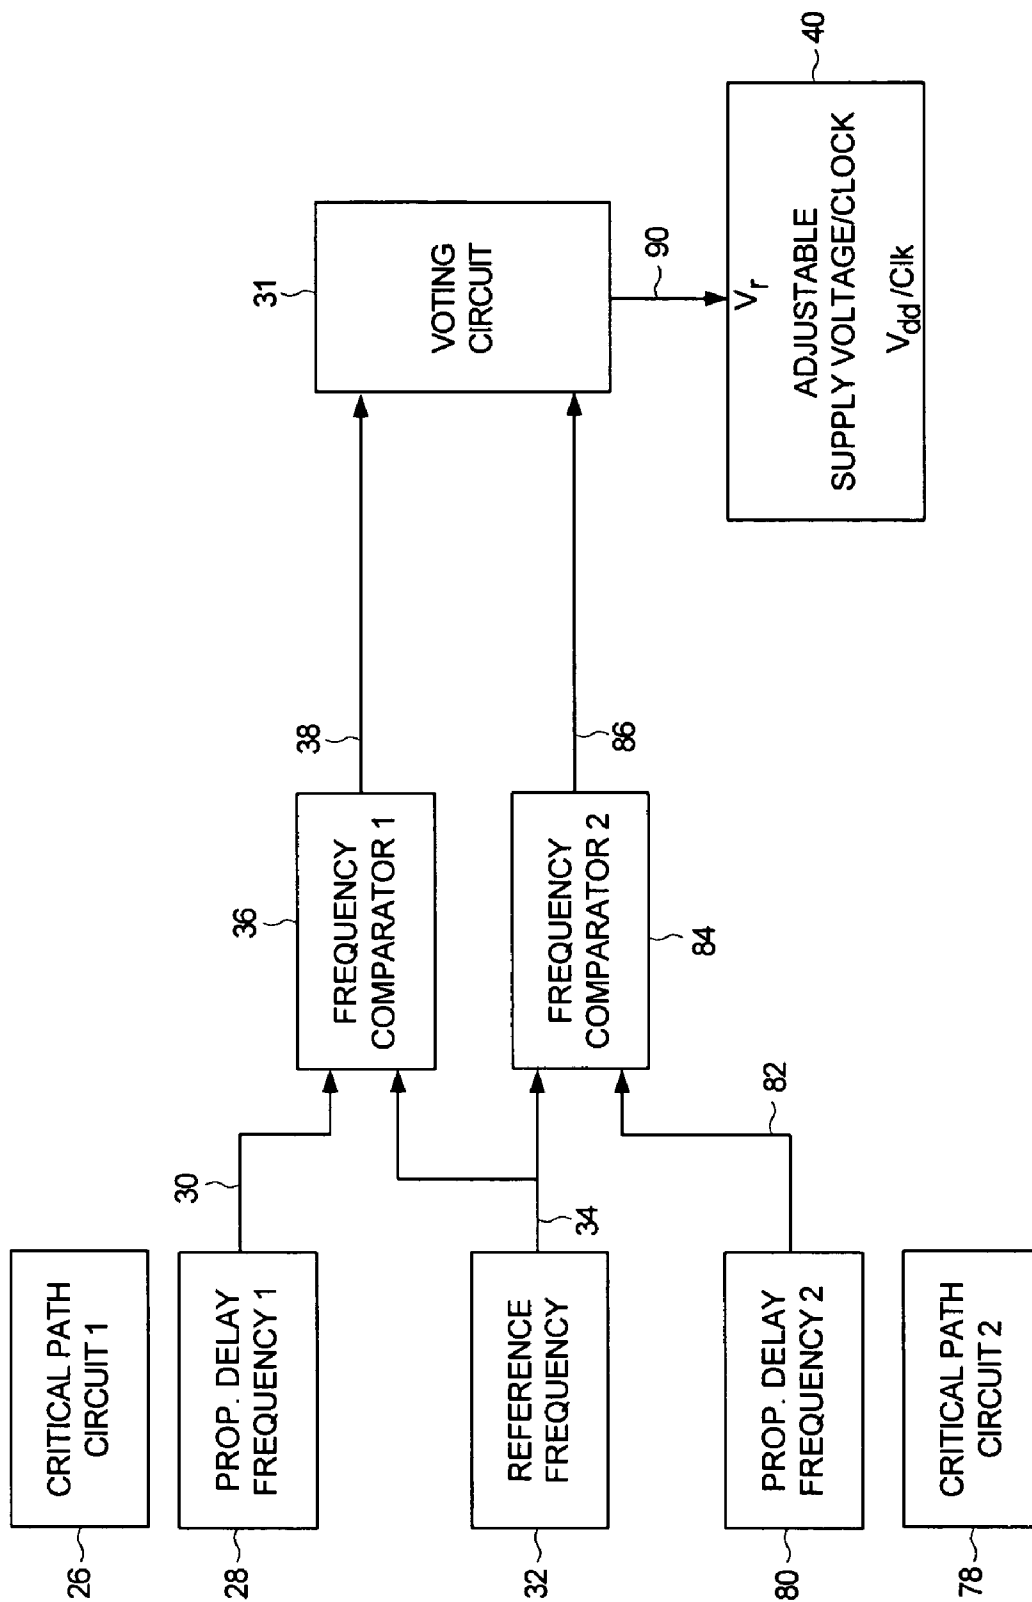 26
CRITICAL PATH
CIRCUIT 1
28
PROP. DELAY
FREQUENCY 1
30
32
REFERENCE
FREQUENCY
34
80
PROP. DELAY
FREQUENCY 2
82
78
CRITICAL PATH
CIRCUIT 2
36
FREQUENCY
COMPARATOR 1
38
FREQUENCY
COMPARATOR 2
84
86
31
VOTING
CIRCUIT
90
40
Vr
ADJUSTABLE
SUPPLY VOLTAGE/CLOCK
Vdd/Clk